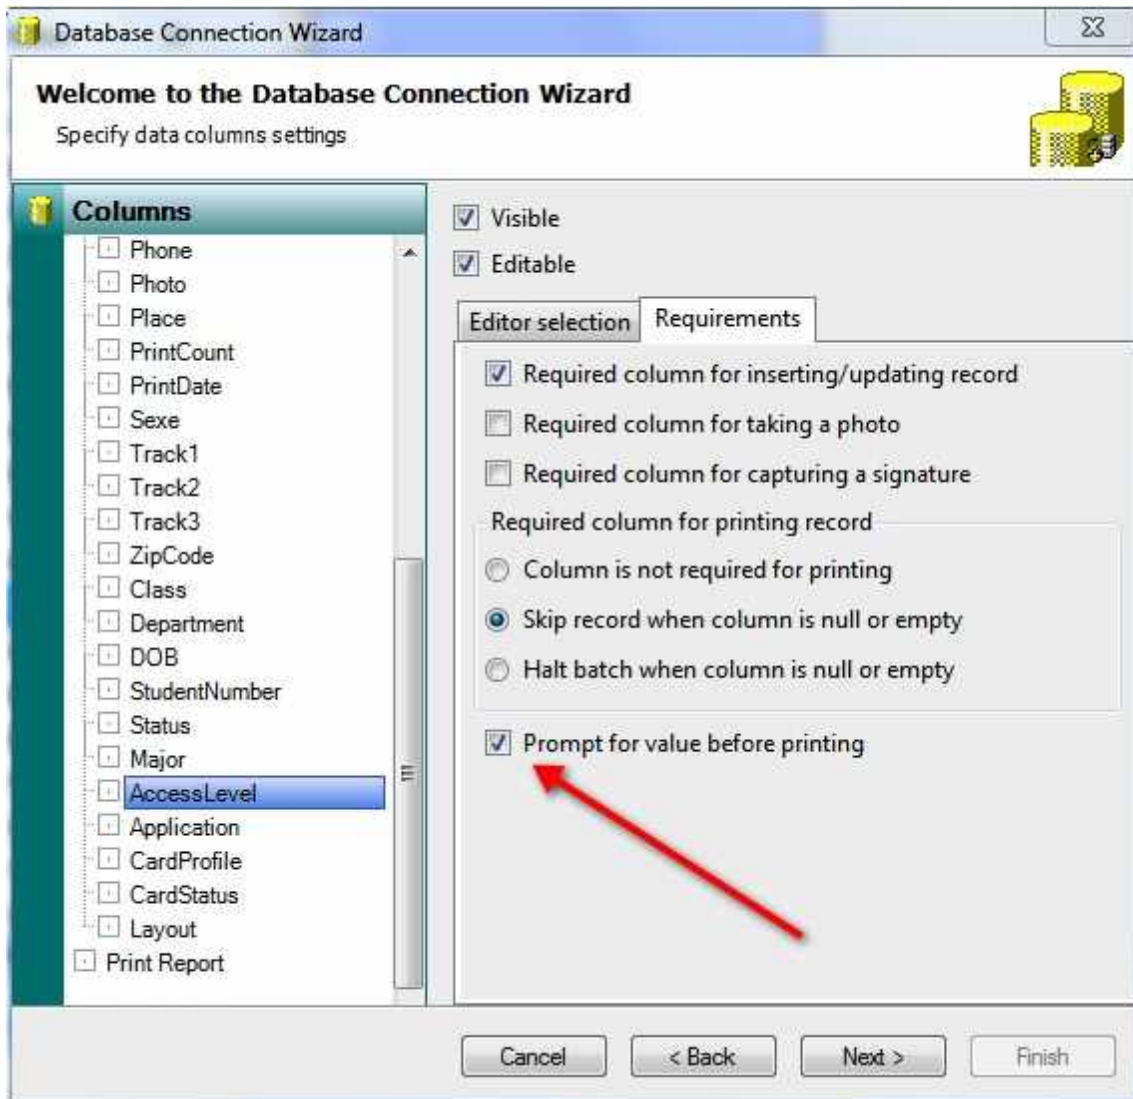 Database Connection Wizard
Welcome to the Database Connection Wizard
Specify data columns settings
Columns
Phone
Photo
Place
PrintCount
PrintDate
Sexe
Track1
Track2
Track3
ZipCode
Class
Department
DOB
StudentNumber
Status
Major
AccessLevel
Application
CardProfile
CardStatus
Layout
Print Report
Visible
Editable
Editor selection
Requirements
Required column for inserting/updating record
Required column for taking a photo
Required column for capturing a signature
Required column for printing record
Column is not required for printing
Skip record when column is null or empty
Halt batch when column is null or empty
Prompt for value before printing
Cancel
< Back
Next >
Finish